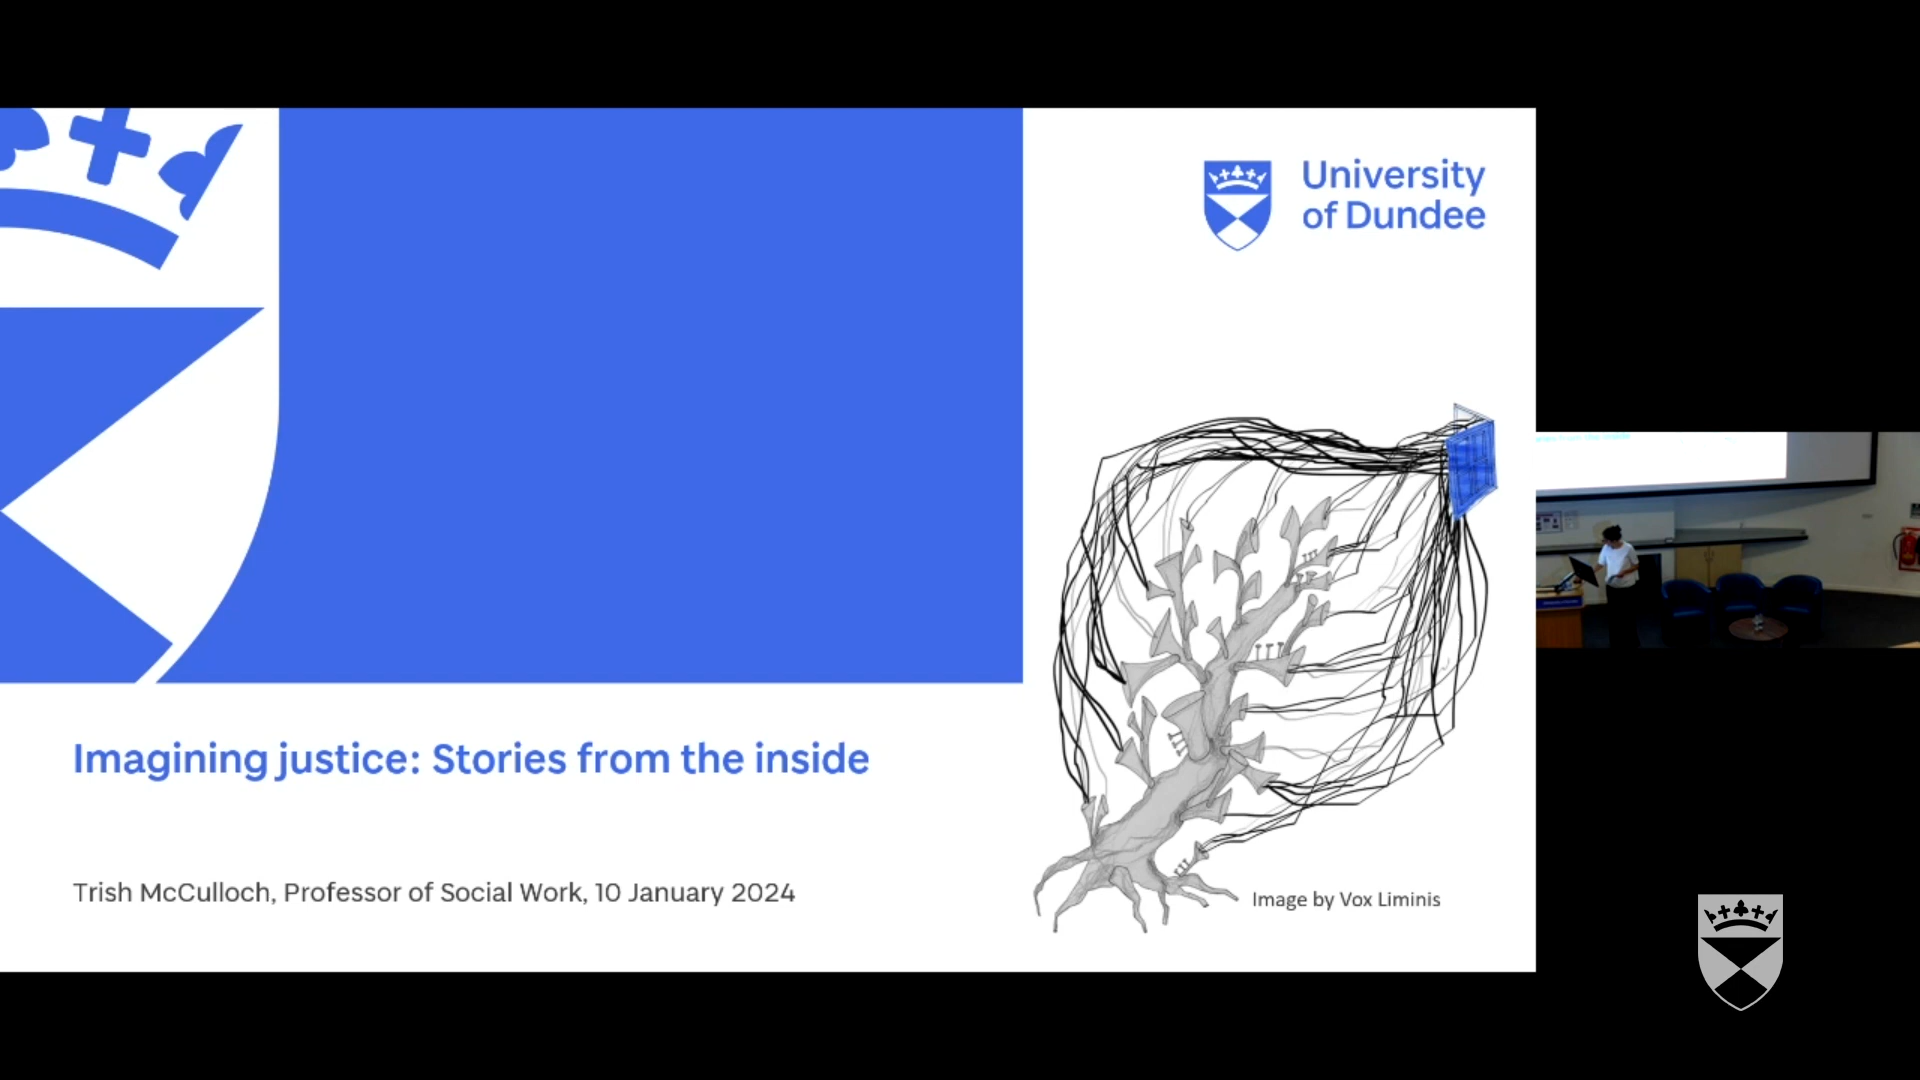 University
of Dundee
Imagining justice: Stories from the inside
Trish McCulloch, Professor of Social Work, 10 January 2024
Image by Vox Liminis